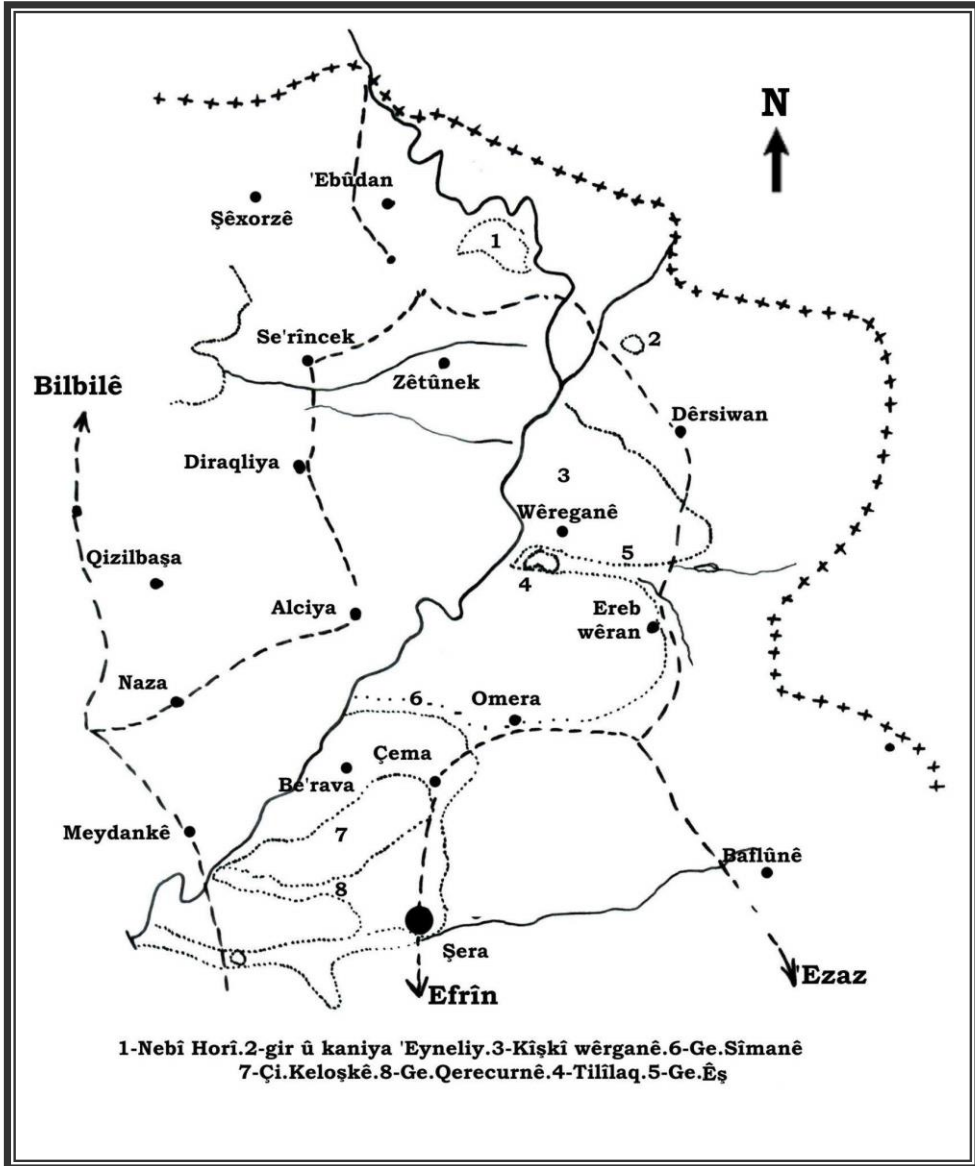 N
'Ebûdan
Şêxorzê
1
Se'rîncek
2
Zêtûnek
Bilbilê
Dêrsiwan
Diraqliya
3
Wêreganê
5
Qizilbaşa
4
Alciya
Ereb
wêran
Naza
6
Omera
Çema
Be'rava
Meydankê
7
Baflûnê
8
Şera
'Ezaz
Efrîn
1-Nebî Horî.2-gir û kaniya 'Eyneliy.3-Kîşkî wêrganê.6-Ge.Sîmanê
7-Çi.Keloşkê.8-Ge.Qerecurnê.4-Tilîlaq.5-Ge.Êş